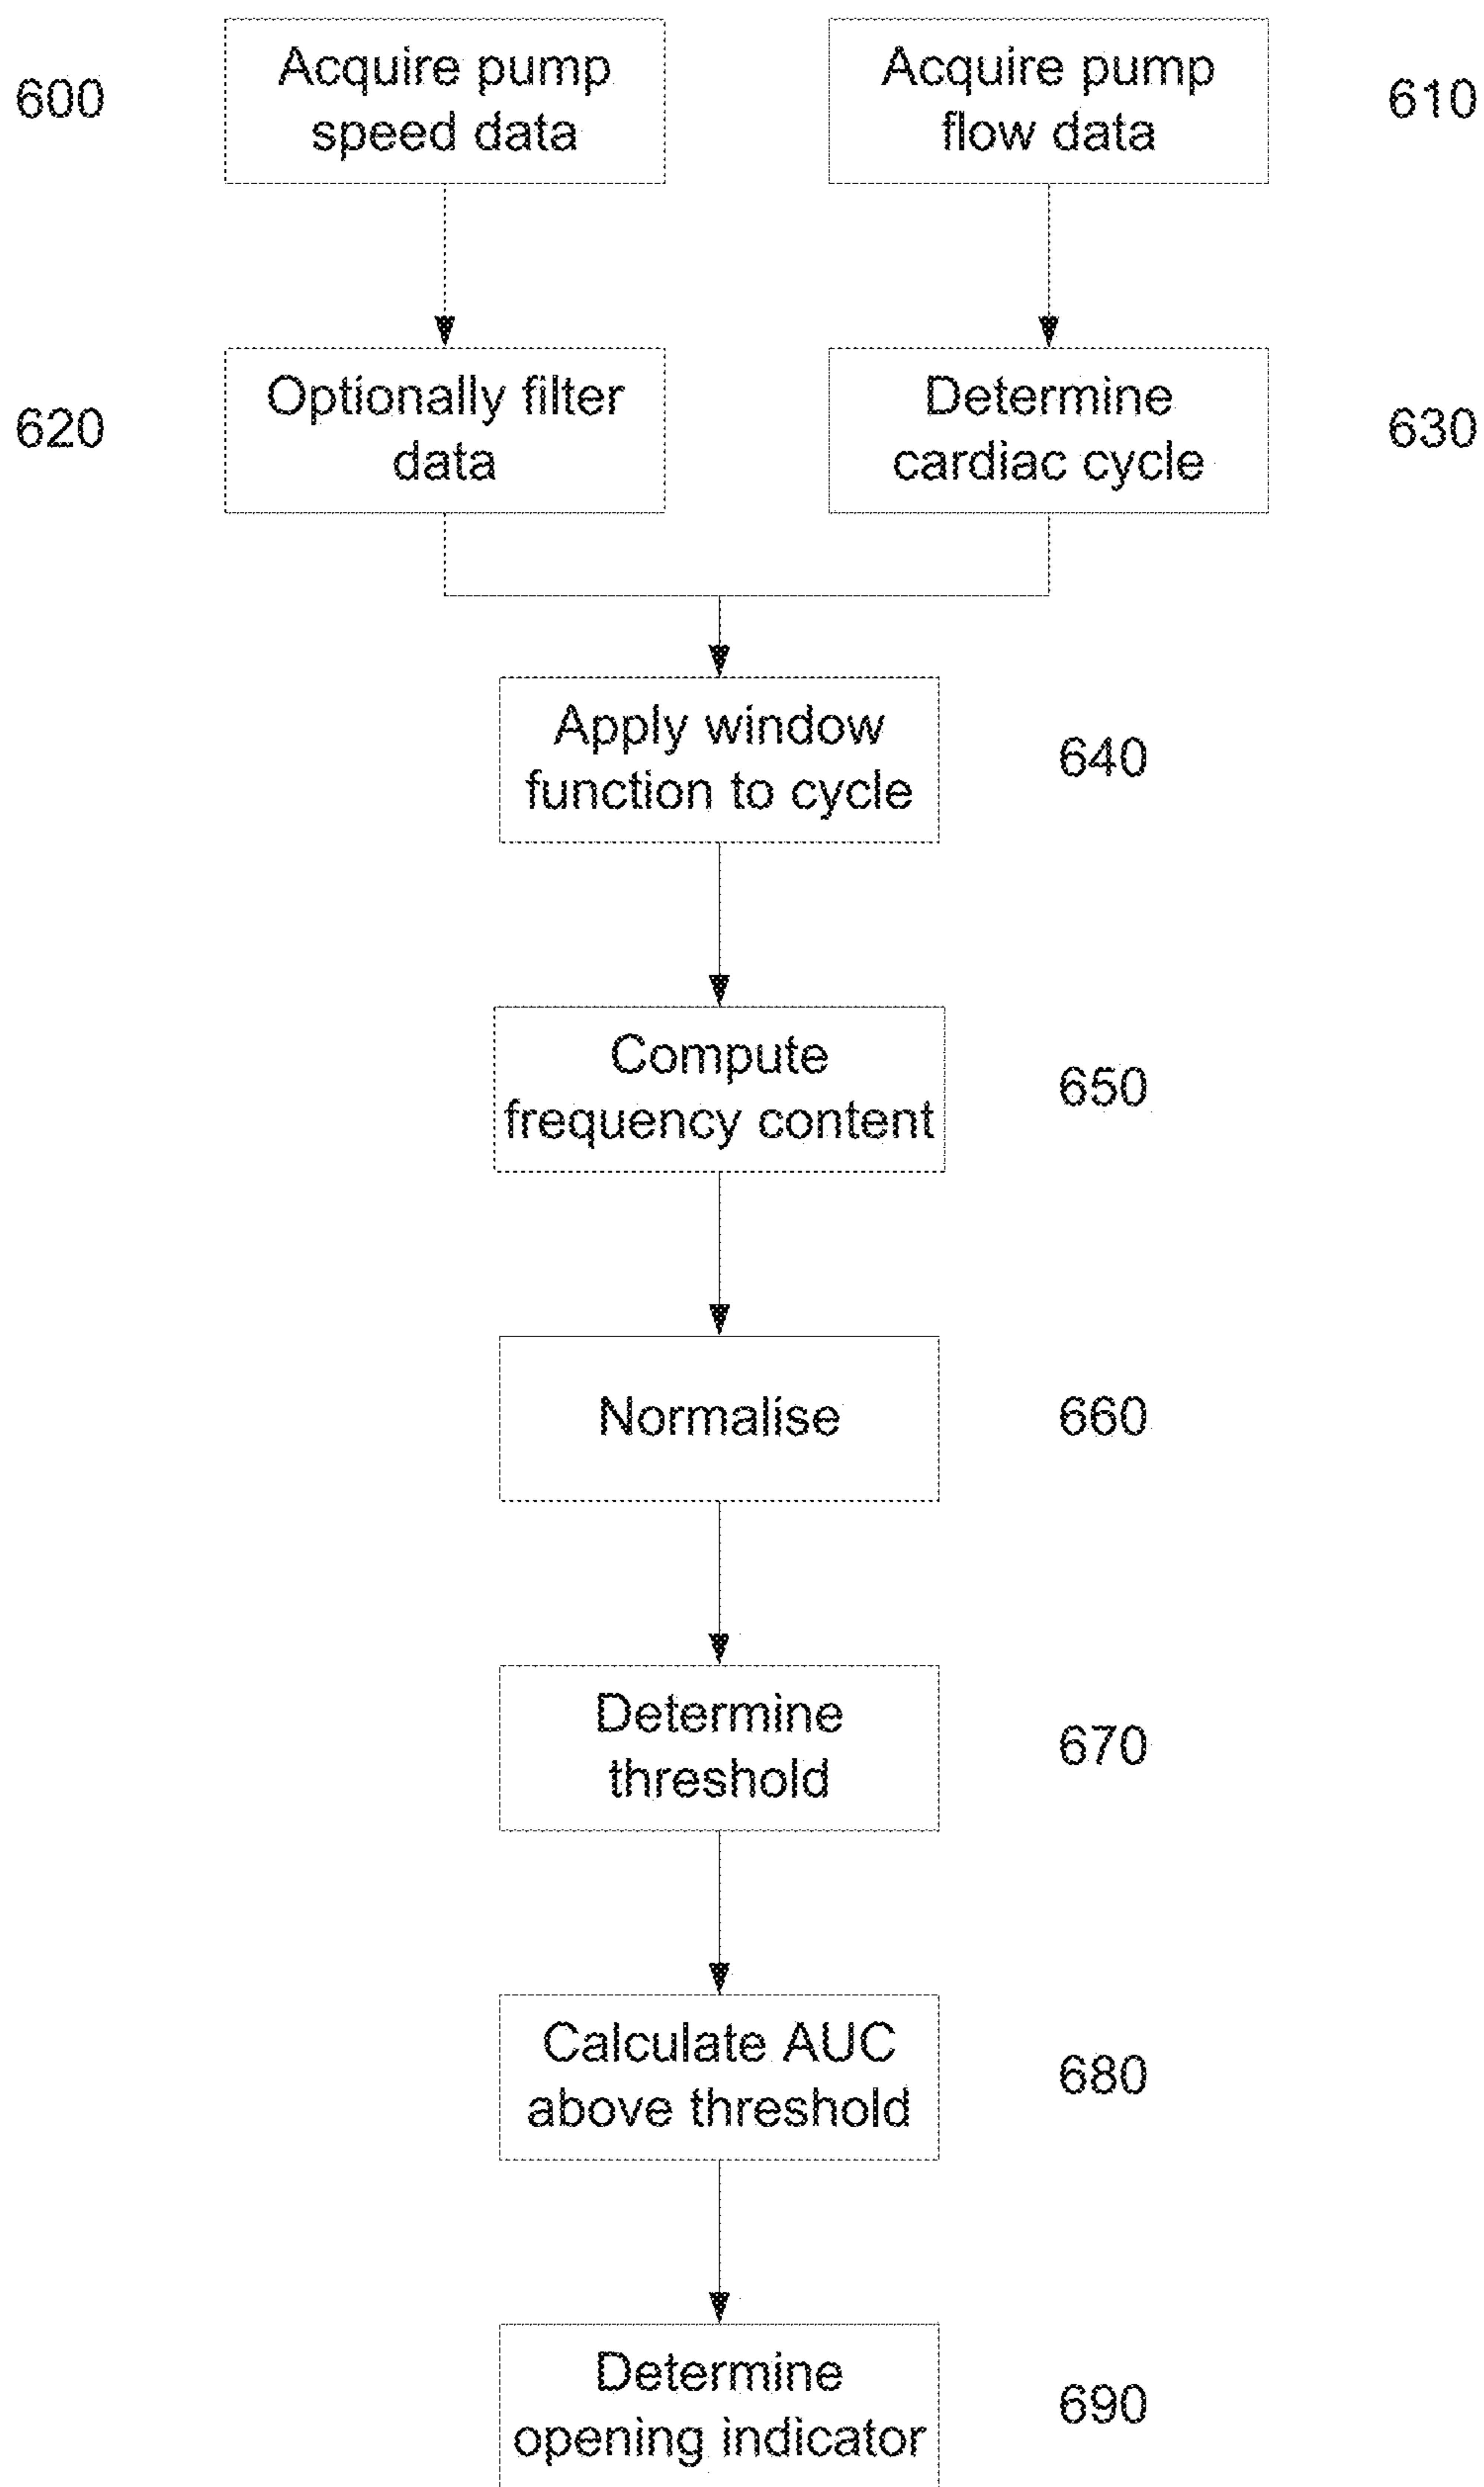 600
Acquire pump
speed data
Acquire pump
flow data
610
620
Optionally filter
data
Determine
cardiac cycle
630
Apply window
function to cycle
640
Compute
frequency content
650
Normalise
660
Determine
threshold
670
Calculate AUC
above threshold
680
Determine
opening indicator
690